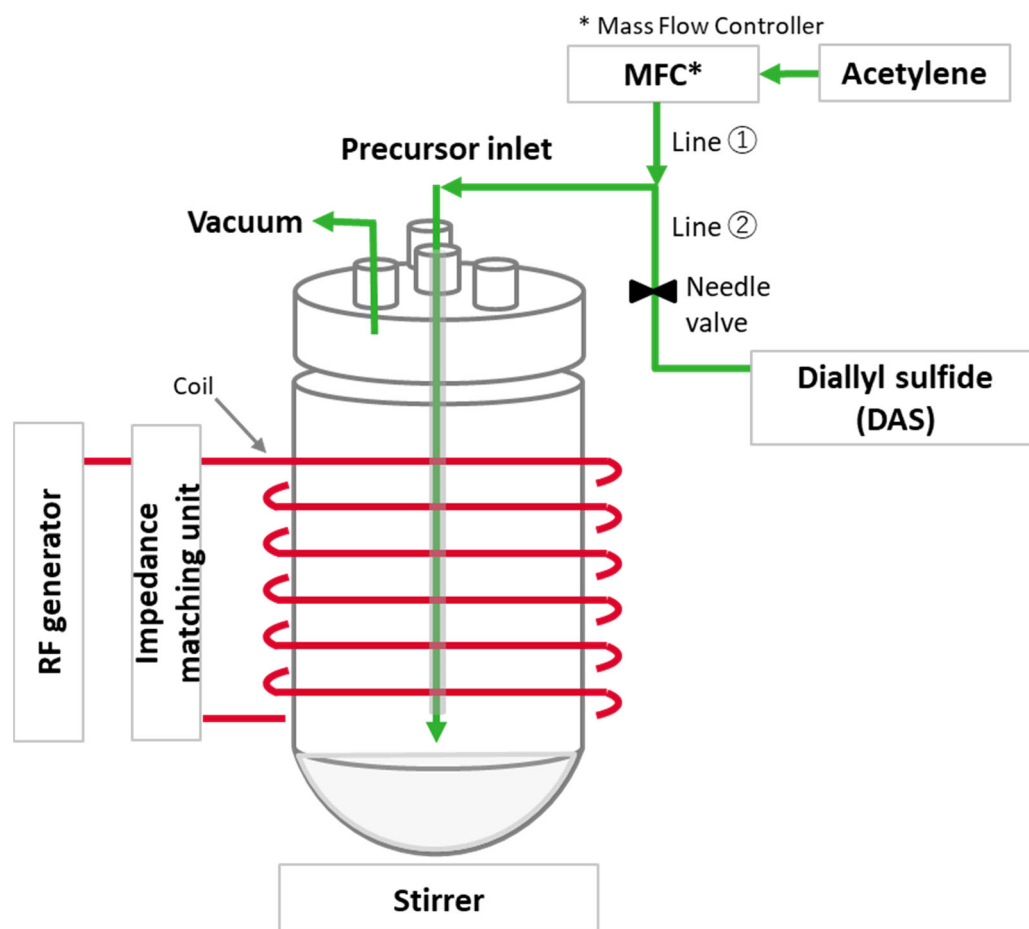 * Mass Flow Controller
MFC*
Acetylene
Line ①
Precursor inlet
Vacuum
Line ②
Needle
valve
Diallyl sulfide
(DAS)
Coil
RF generator
Impedance
matching unit
Stirrer